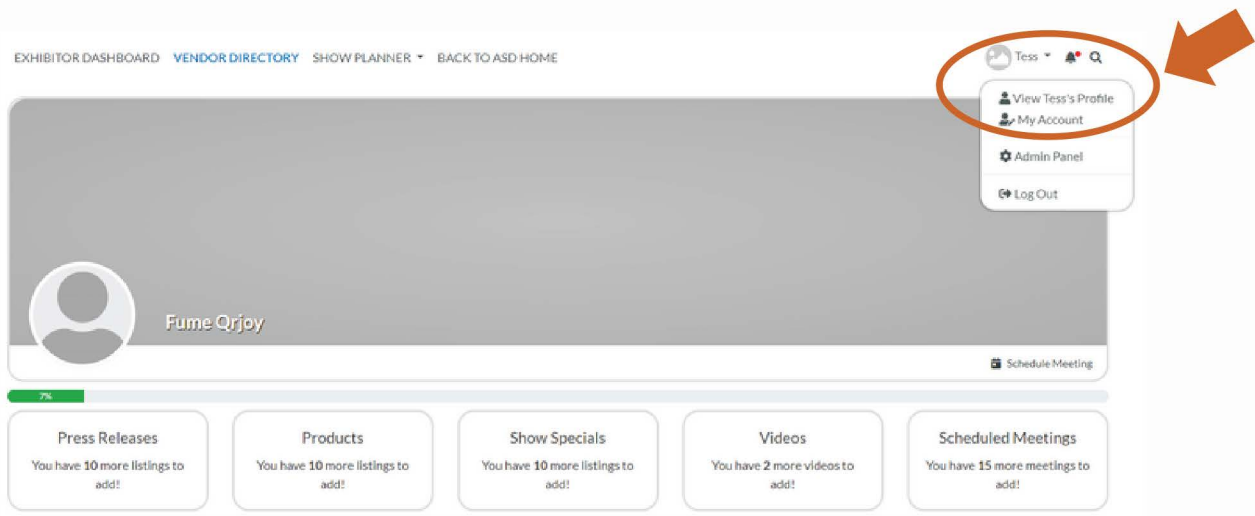 EXHIBITOR DASHBOARD VENDOR DIRECTORY SHOW PLANNER BACK TO ASD HOME
Tess
View Tess's Profile
My Account
Admin Panel
Log Out
Fume Qrjoy
Schedule Meeting
7%
Press Releases
You have 10 more listings to
add!
Products
You have 10 more listings to
add!
Show Specials
You have 10 more listings to
add!
Videos
You have 2 more videos to
add!
Scheduled Meetings
You have 15 more meetings to
add!